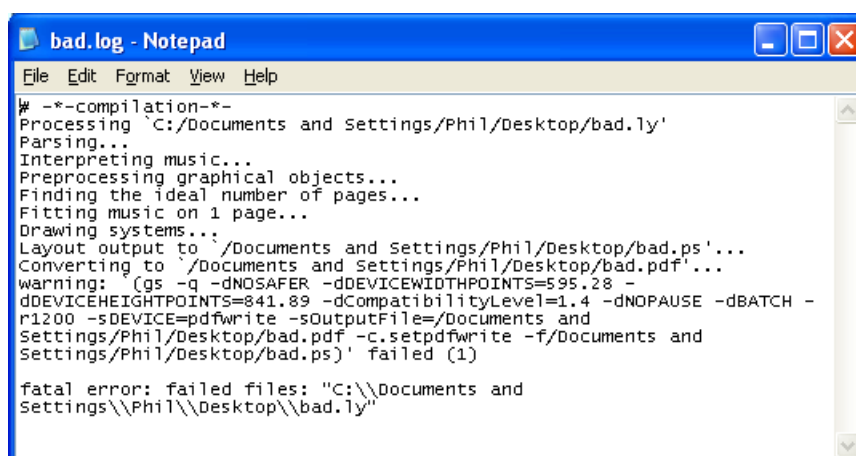 bad.log - Notepad
File Edit Format View Help
# -*-compilation-*-
Processing `C:/Documents and Settings/Phil/Desktop/bad.ly'
Parsing...
Interpreting music...
Preprocessing graphical objects...
Finding the ideal number of pages...
Fitting music on 1 page...
Drawing systems...
Layout output to `/Documents and Settings/Phil/Desktop/bad.ps'...
Converting to `/Documents and Settings/Phil/Desktop/bad.pdf'...
warning: `(gs -q -dNOSAFER -dDEVICEWIDTHPOINTS=595.28 -
dDEVICEHEIGHTPOINTS=841.89 -dCompatibilityLevel=1.4 -dNOPAUSE -dBATCH -
r1200 -sDEVICE=pdfwrite -sOutputFile=/Documents and
Settings/Phil/Desktop/bad.pdf -c.setpdfwrite -f/Documents and
Settings/Phil/Desktop/bad.ps)' failed (1)
fatal error: failed files: "C:\\Documents and
Settings\\Phil\\Desktop\\bad.ly"